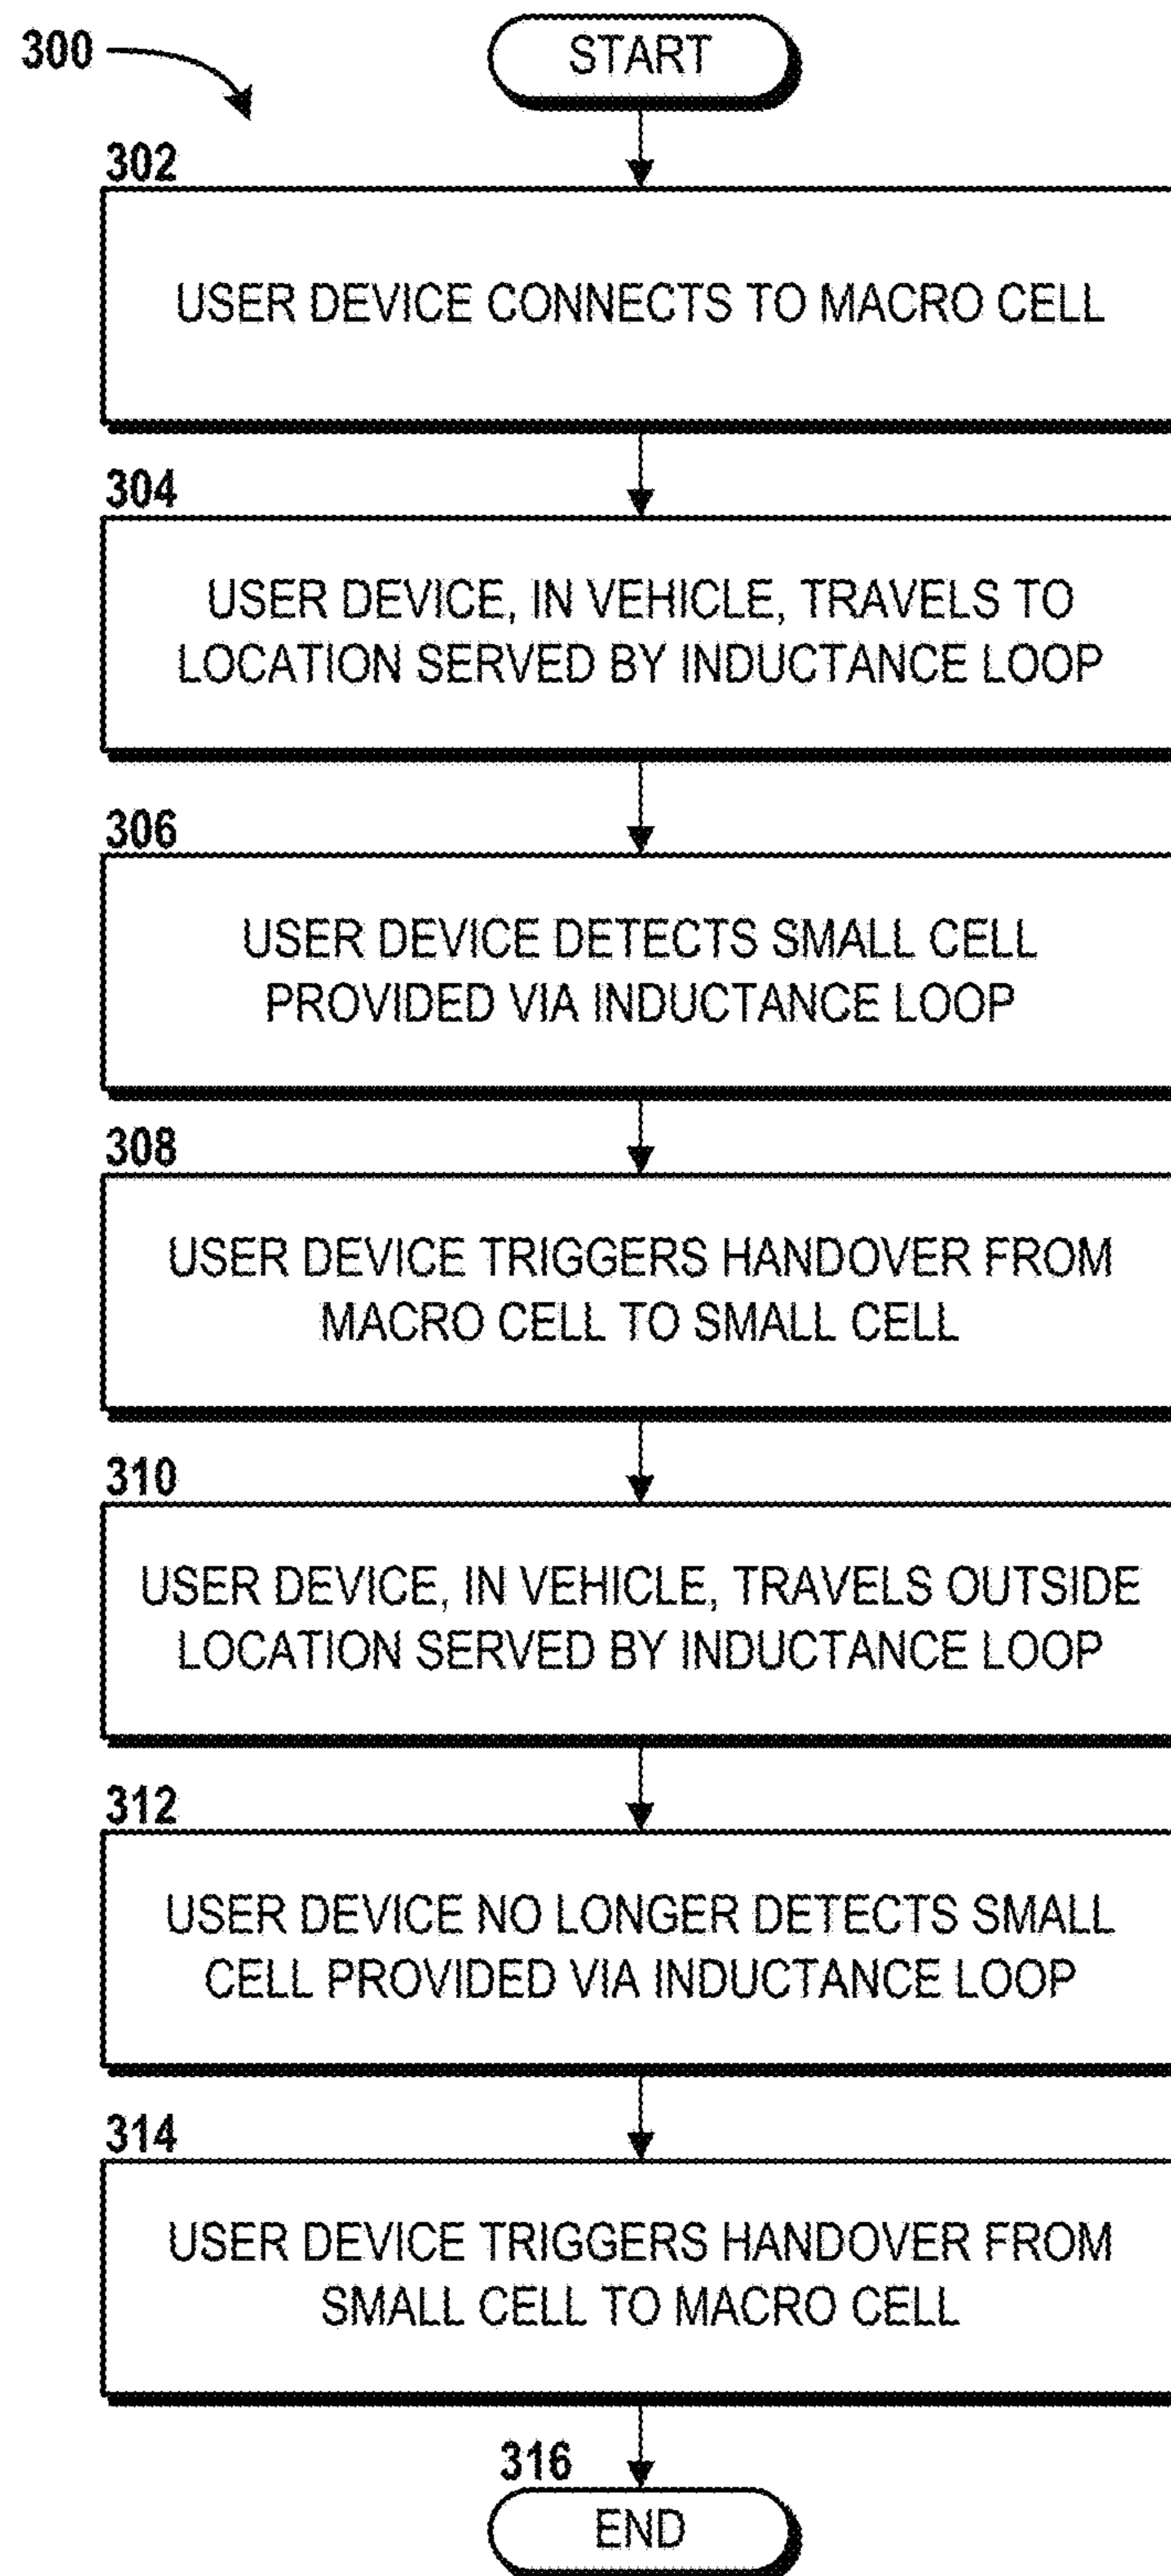 300
START
302
USER DEVICE CONNECTS TO MACRO CELL
304
USER DEVICE, IN VEHICLE, TRAVELS TO
LOCATION SERVED BY INDUCTANCE LOOP
306
USER DEVICE DETECTS SMALL CELL
PROVIDED VIA INDUCTANCE LOOP
308
USER DEVICE TRIGGERS HANDOVER FROM
MACRO CELL TO SMALL CELL
310
USER DEVICE, IN VEHICLE, TRAVELS OUTSIDE
LOCATION SERVED BY INDUCTANCE LOOP
312
USER DEVICE NO LONGER DETECTS SMALL
CELL PROVIDED VIA INDUCTANCE LOOP
314
USER DEVICE TRIGGERS HANDOVER FROM
SMALL CELL TO MACRO CELL
316
END